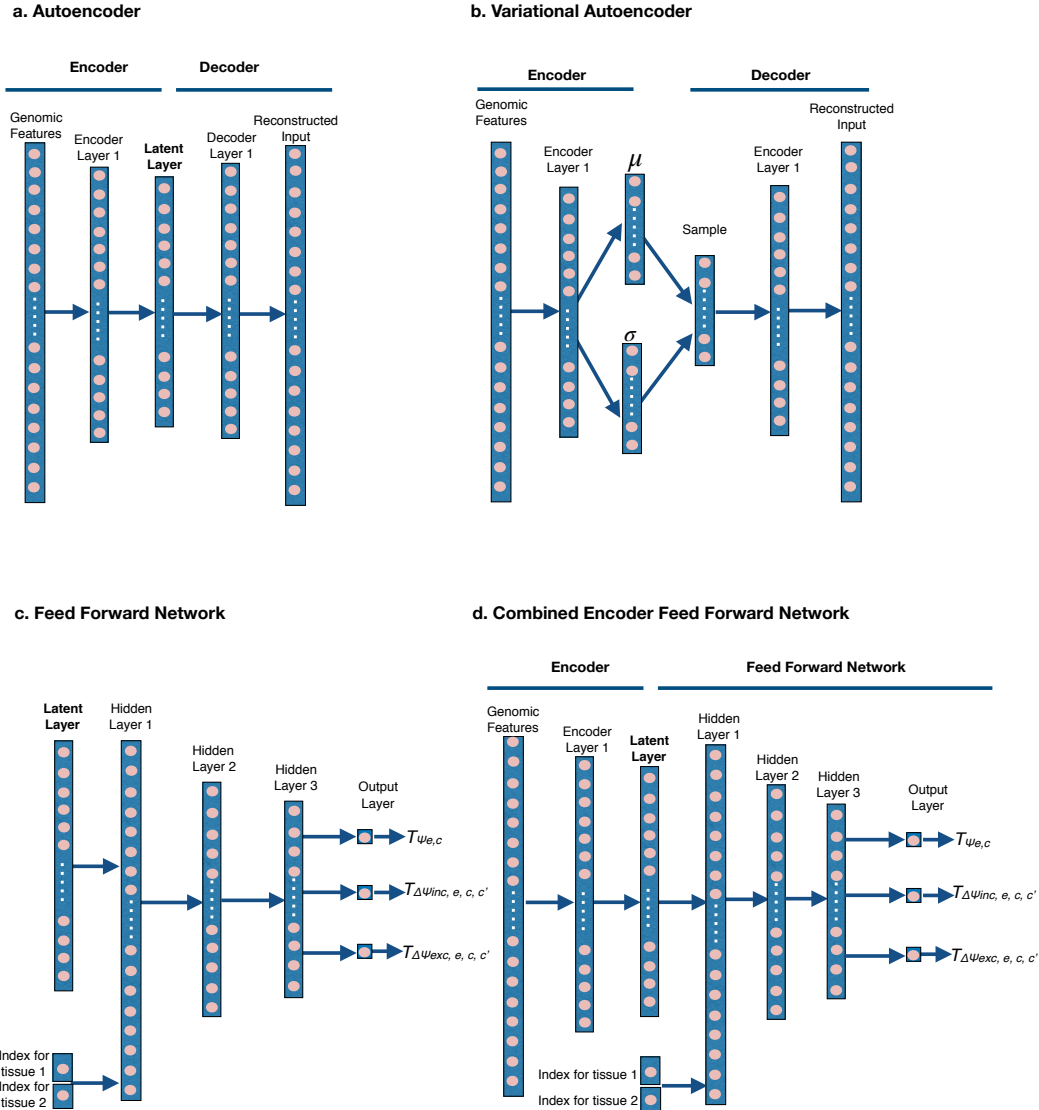 a. Autoencoder
b. Variational Autoencoder
Encoder
Decoder
Genomic
Features
Encoder
Layer 1
Latent
Layer
Decoder
Layer 1
Reconstructed
Input
Encoder
Decoder
Genomic
Features
Encoder
Layer 1
μ
σ
Sample
Encoder
Layer 1
Reconstructed
Input
c. Feed Forward Network
d. Combined Encoder Feed Forward Network
Latent
Layer
Hidden
Layer 1
Hidden
Layer 2
Hidden
Layer 3
Output
Layer
TΨe,c
TΔΨinc, e, c, c'
TΔΨexc, e, c, c'
Index for
tissue 1
Index for
tissue 2
Encoder
Feed Forward Network
Genomic
Features
Encoder
Layer 1
Latent
Layer
Hidden
Layer 1
Hidden
Layer 2
Hidden
Layer 3
Output
Layer
TΨe,c
TΔΨinc, e, c, c'
TΔΨexc, e, c, c'
Index for tissue 1
Index for tissue 2